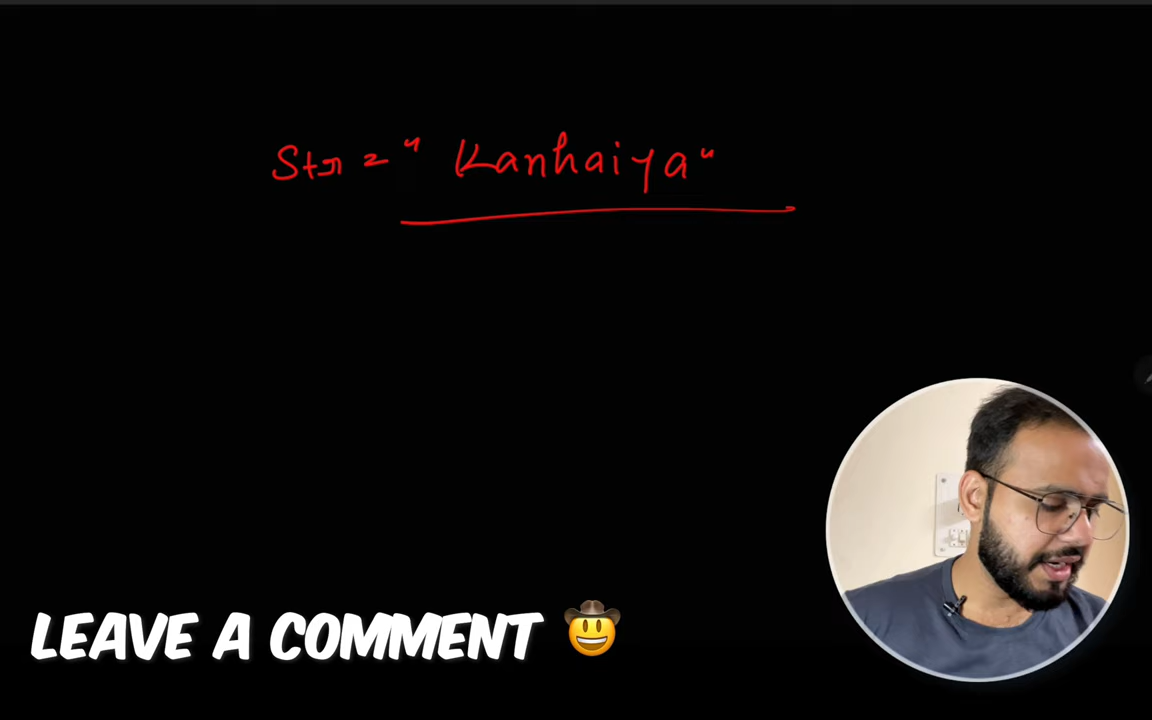 Str = "Kanhaiya"
LEAVE A COMMENT 🤠